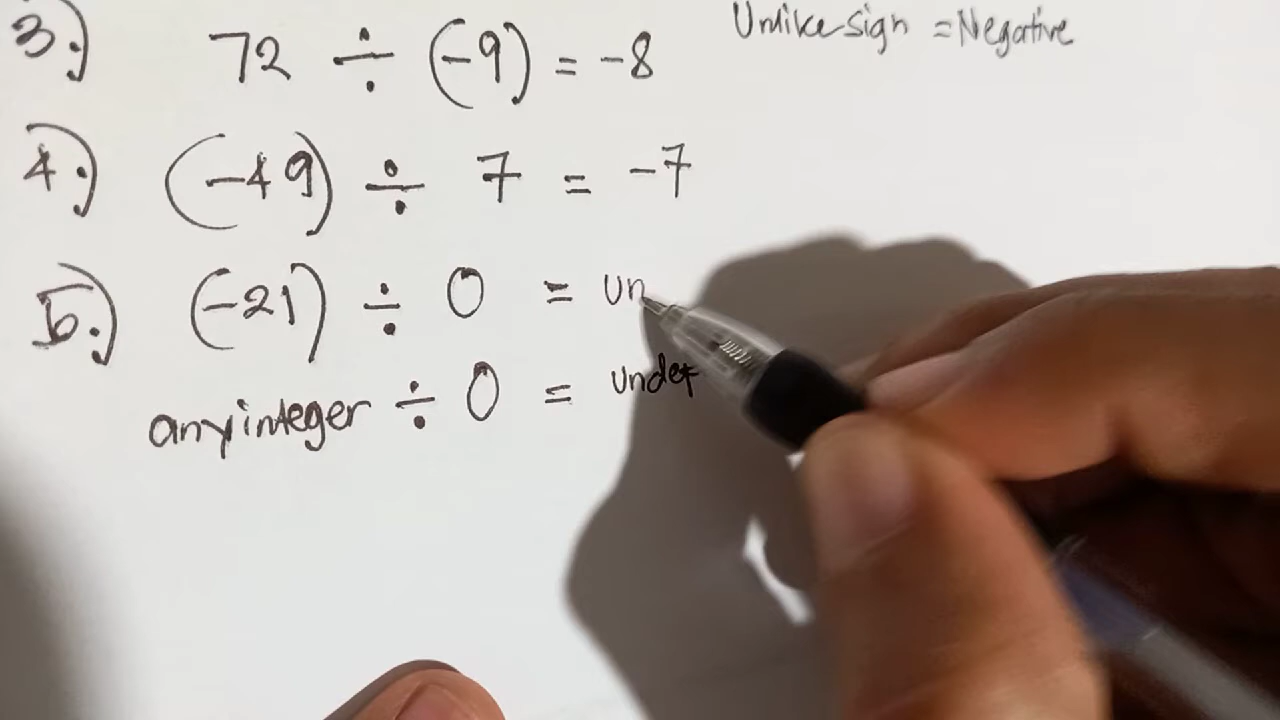 Unlike sign = Negative
3.) 72 ÷ (-9) = -8
4.) (-49) ÷ 7 = -7
5.) (-21) ÷ 0 = un
any integer ÷ 0 = undef